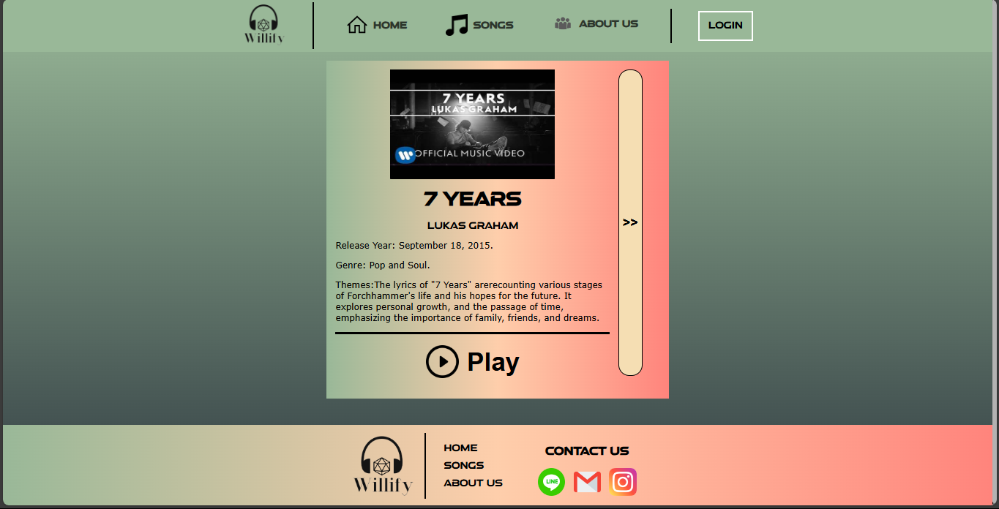 Willify
HOME
SONGS
ABOUT US
LOGIN
7 YEARS
LUKAS GRAHAM
OFFICIAL MUSIC VIDEO
7 YEARS
LUKAS GRAHAM
Release Year: September 18, 2015.
Genre: Pop and Soul.
Themes:The lyrics of "7 Years" arerecounting various stages
of Forchhammer's life and his hopes for the future. It
explores personal growth, and the passage of time,
emphasizing the importance of family, friends, and dreams.
Play
>>
Willify
HOME
SONGS
ABOUT US
CONTACT US
LINE